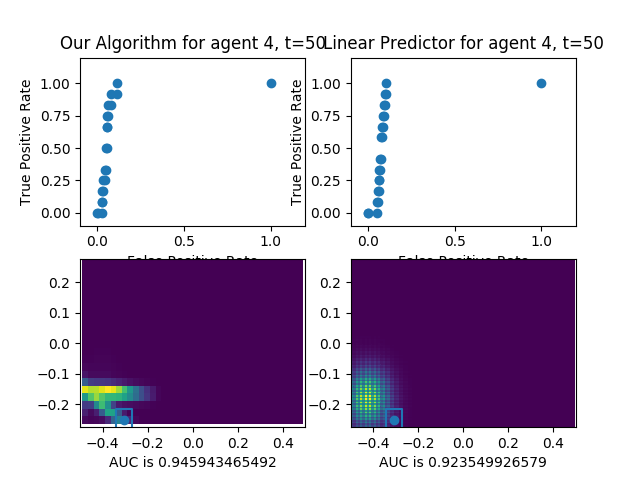 Our Algorithm for agent 4, t=50
Linear Predictor for agent 4, t=50
True Positive Rate
1.00
0.75
0.50
0.25
0.00
0.0 0.5 1.0
False Positive Rate
True Positive Rate
1.00
0.75
0.50
0.25
0.00
0.0 0.5 1.0
False Positive Rate
0.2
0.1
0.0
−0.1
−0.2
−0.4 −0.2 0.0 0.2 0.4
AUC is 0.945943465492
0.2
0.1
0.0
−0.1
−0.2
−0.4 −0.2 0.0 0.2 0.4
AUC is 0.923549926579